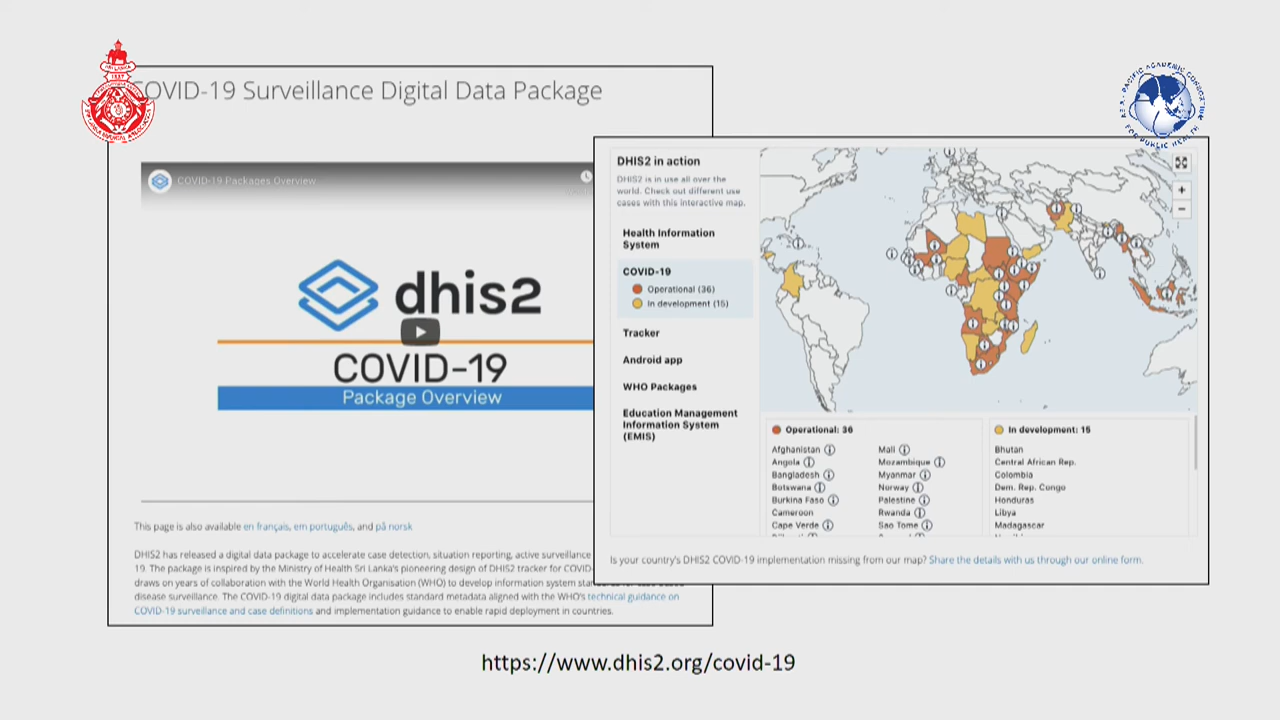 COVID-19 Surveillance Digital Data Package
COVID-19 Packages Overview
dhis2
COVID-19
Package Overview
This page is also available en français, em português, and på norsk
DHIS2 has released a digital data package to accelerate case detection, situation reporting, active surveillance
19. The package is inspired by the Ministry of Health Sri Lanka's pioneering design of DHIS2 tracker for COVID-
draws on years of collaboration with the World Health Organisation (WHO) to develop information system
disease surveillance. The COVID-19 digital data package includes standard metadata aligned with the WHO's technical guidance on
COVID-19 surveillance and case definitions and implementation guidance to enable rapid deployment in countries.
DHIS2 in action
DHIS2 is in use all over the
world. Check out different use
cases with this interactive map.
Health Information
System
COVID-19
Operational (36)
In development (15)
Tracker
Android app
WHO Packages
Education Management
Information System
(EMIS)
+
−
Operational: 36
Afghanistan
Angola
Bangladesh
Botswana
Burkina Faso
Cameroon
Cape Verde
Mali
Mozambique
Myanmar
Norway
Palestine
Rwanda
Sao Tome
In development: 15
Bhutan
Central African Rep.
Colombia
Dem. Rep. Congo
Honduras
Libya
Madagascar
Is your country's DHIS2 COVID-19 implementation missing from our map? Share the details with us through our online form.
FOR PUBLIC HEALTH
https://www.dhis2.org/covid-19